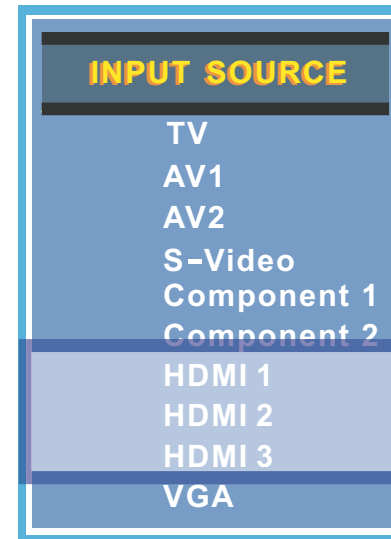 INPUT SOURCE
TV
AV1
AV2
S-Video
Component 1
Component 2
HDMI 1
HDMI 2
HDMI 3
VGA